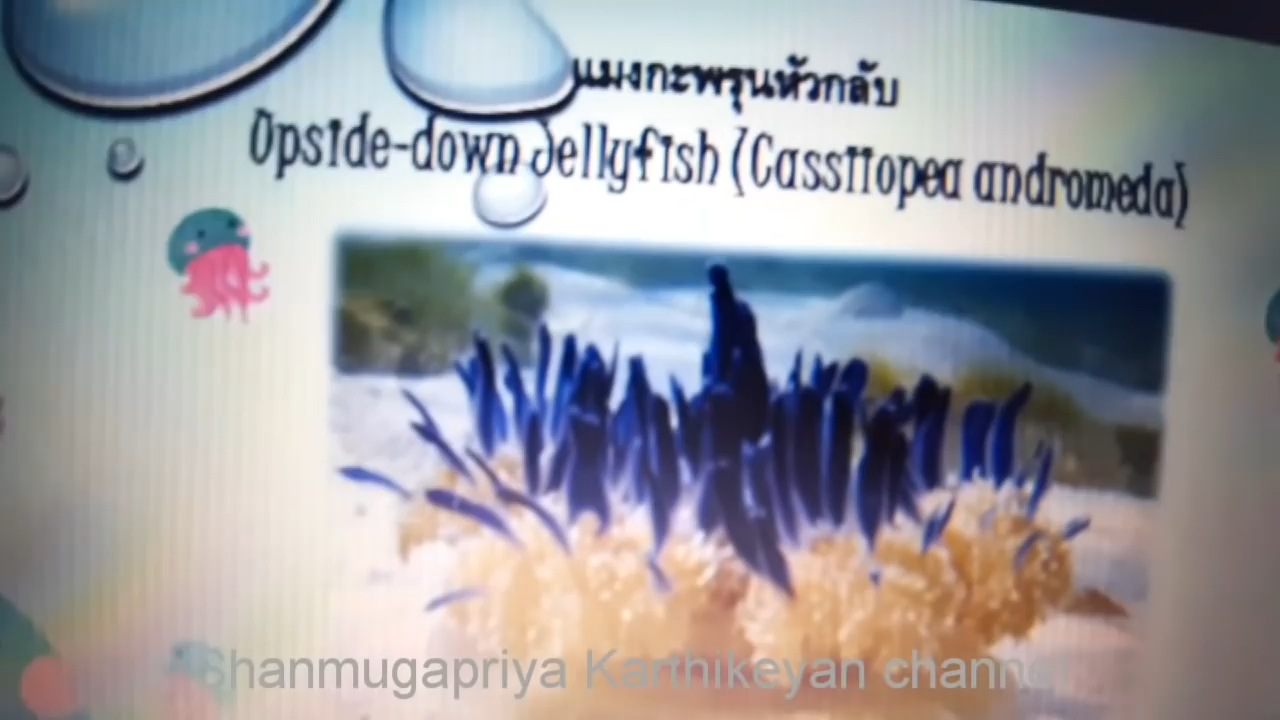 แมงกะพรุนหัวกลับ
Upside-down Jellyfish (Cassiopea andromeda)
Shanmugapriya Karthikeyan channel